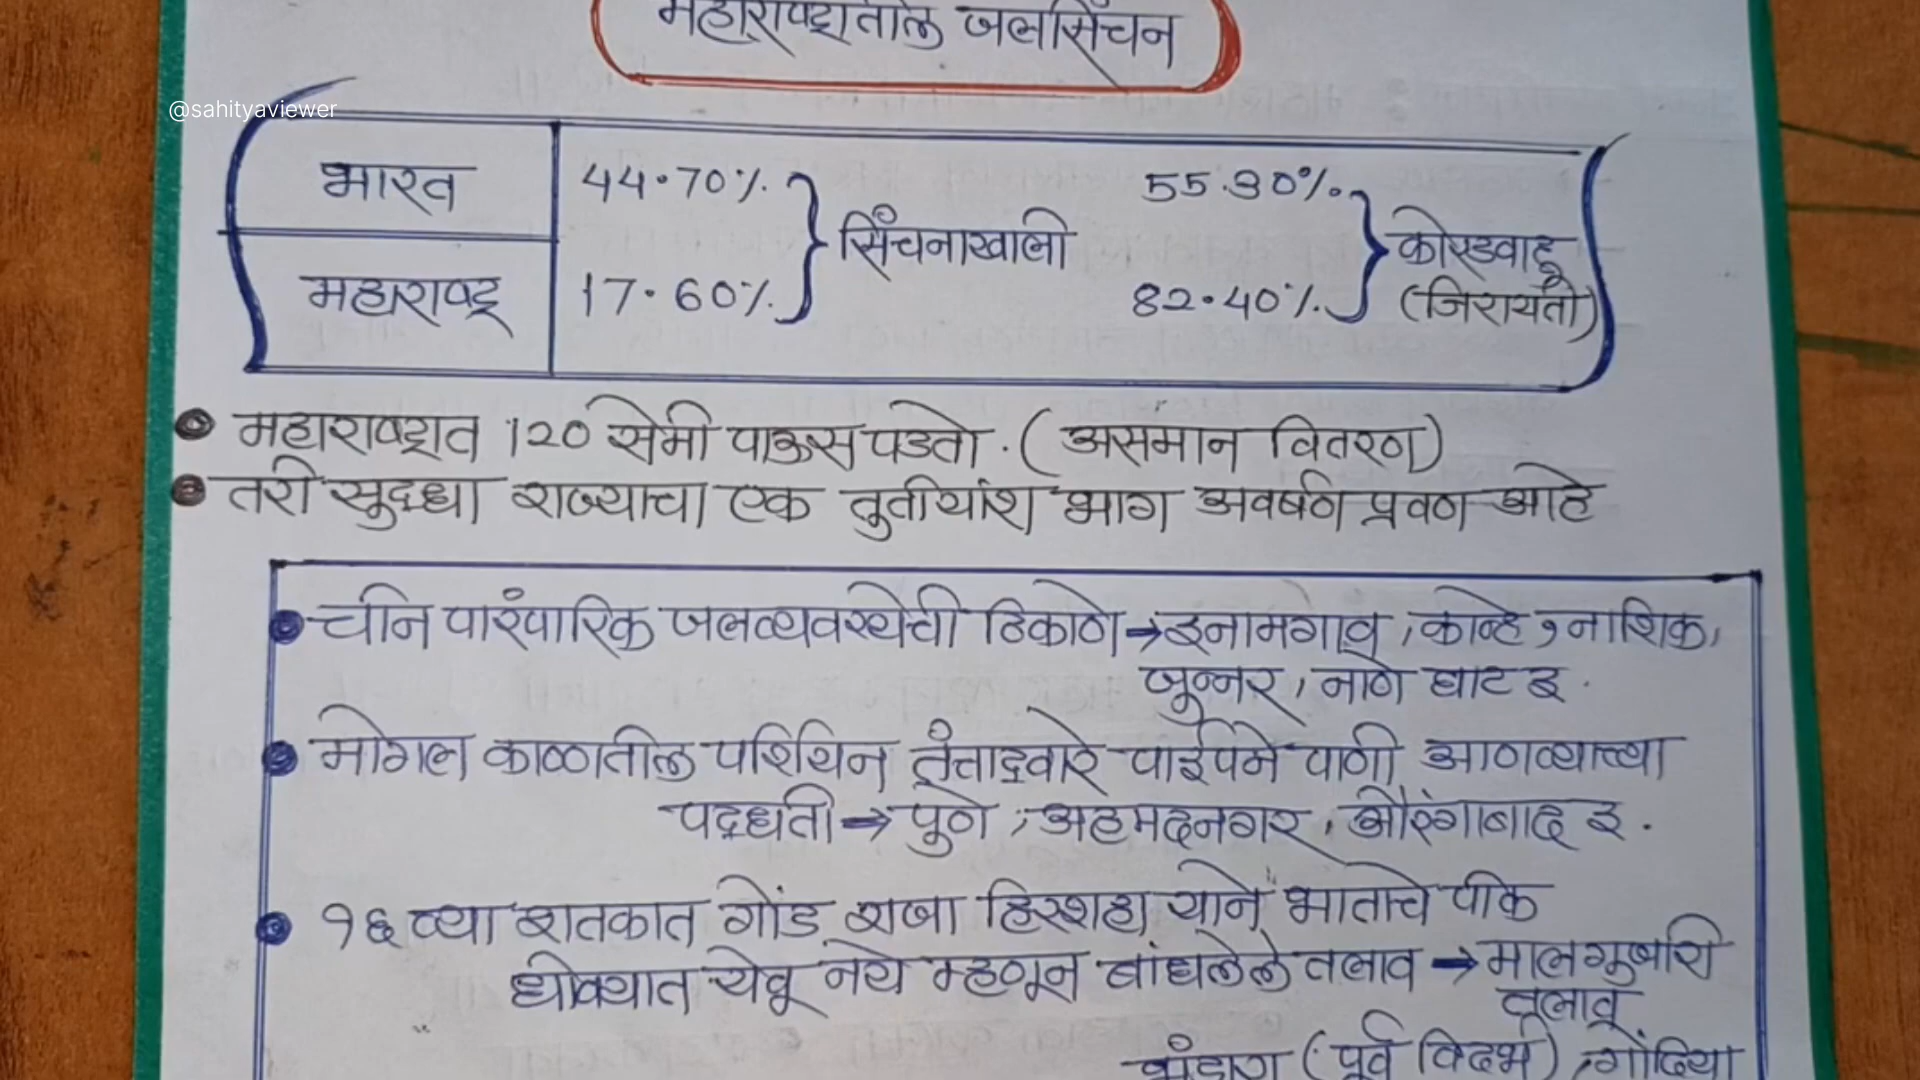 महाराष्ट्रातील जलसिंचन
@sahityaviewer
भारत 44.70% सिंचनाखाली 55.30% कोरडवाहू
महाराष्ट्र 17.60% 82.40% (जिरायती)
• महाराष्ट्रात 120 सेमी पाऊस पडतो. (असमान वितरण)
• तरी सुद्धा राज्याचा एक तृतीयांश भाग अवर्षण प्रवण आहे
• चीन पारंपारिक जलव्यवस्थेची ठिकाणे → इनामगाव, कान्हे, नाशिक,
जुन्नर, नाणे घाट इ.
• मोगल काळातील पर्शियन तंत्राद्वारे पाईपने पाणी आणण्याच्या
पद्धती → पुणे, अहमदनगर, औरंगाबाद इ.
• १६ व्या शतकात गोंड राजा हिरशहा याने भाताचे पीक
धोक्यात येवू नये म्हणून बांधलेले तलाव → मालगुजारी
तलाव
भंडारा (पूर्व विदर्भ), गोंदिया